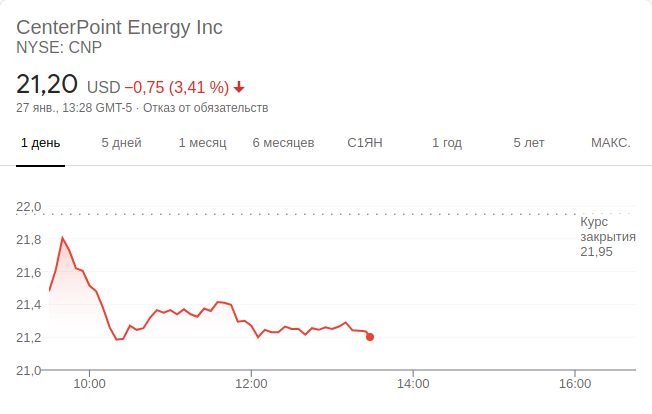 CenterPoint Energy Inc
NYSE: CNP
21,20 USD −0,75 (3,41 %)
27 янв., 13:28 GMT-5 · Отказ от обязательств
1 день 5 дней 1 месяц 6 месяцев С1ЯН 1 год 5 лет МАКС.
22,0
Курс
закрытия
21,95
21,8
21,6
21,4
21,2
21,0
10:00 12:00 14:00 16:00